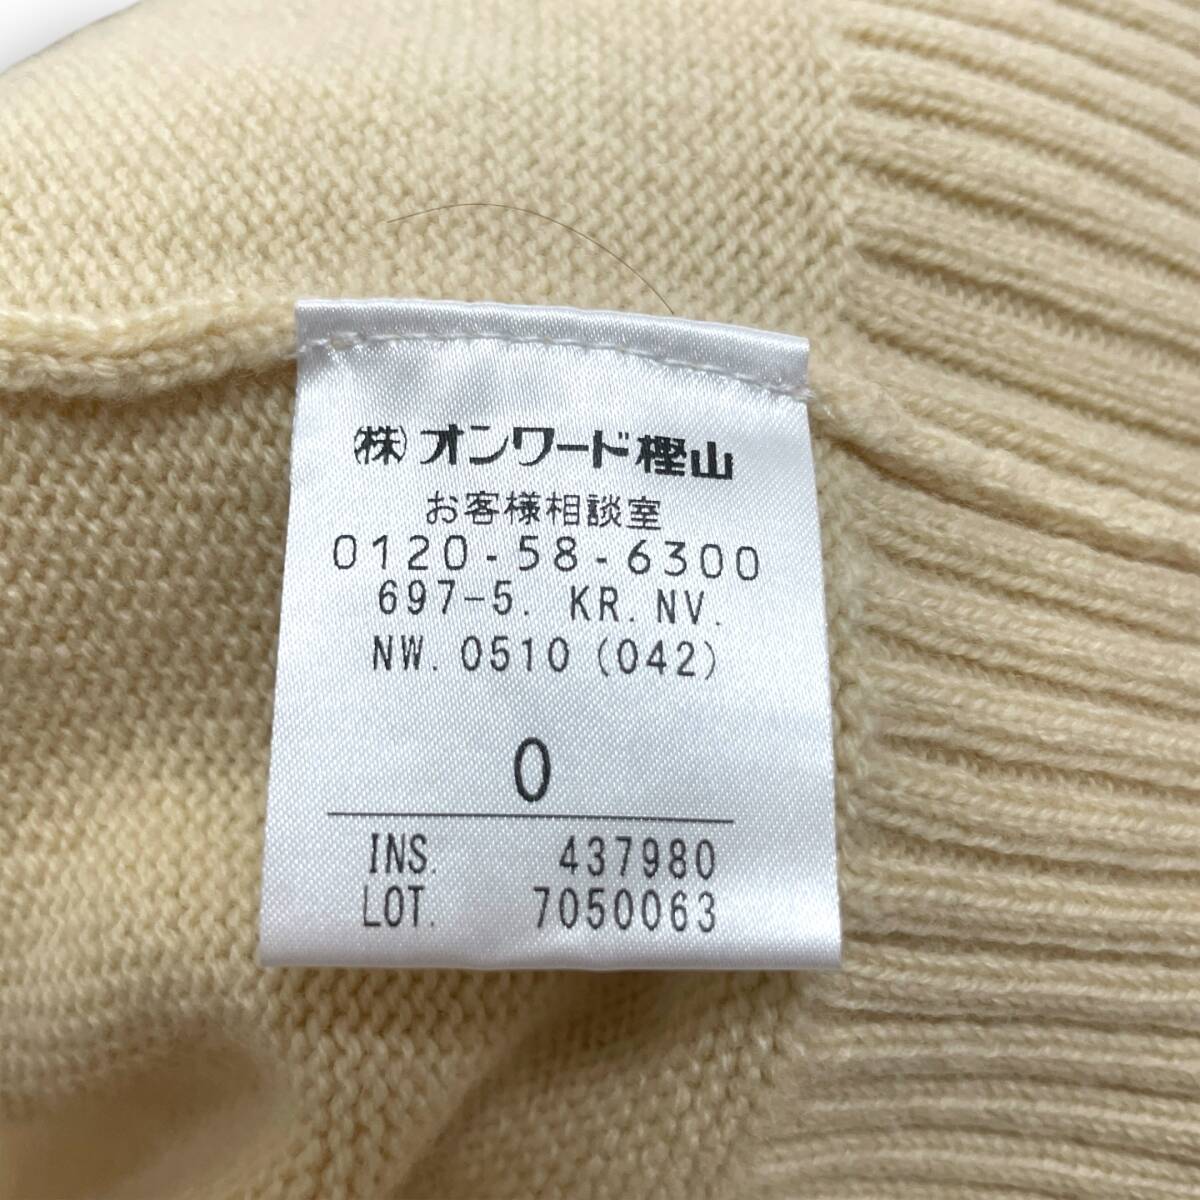 ㈱オンワード樫山
お客様相談室
0120-58-6300
697-5. KR. NV.
NW. 0510 (042)
0
INS. 437980
LOT. 7050063